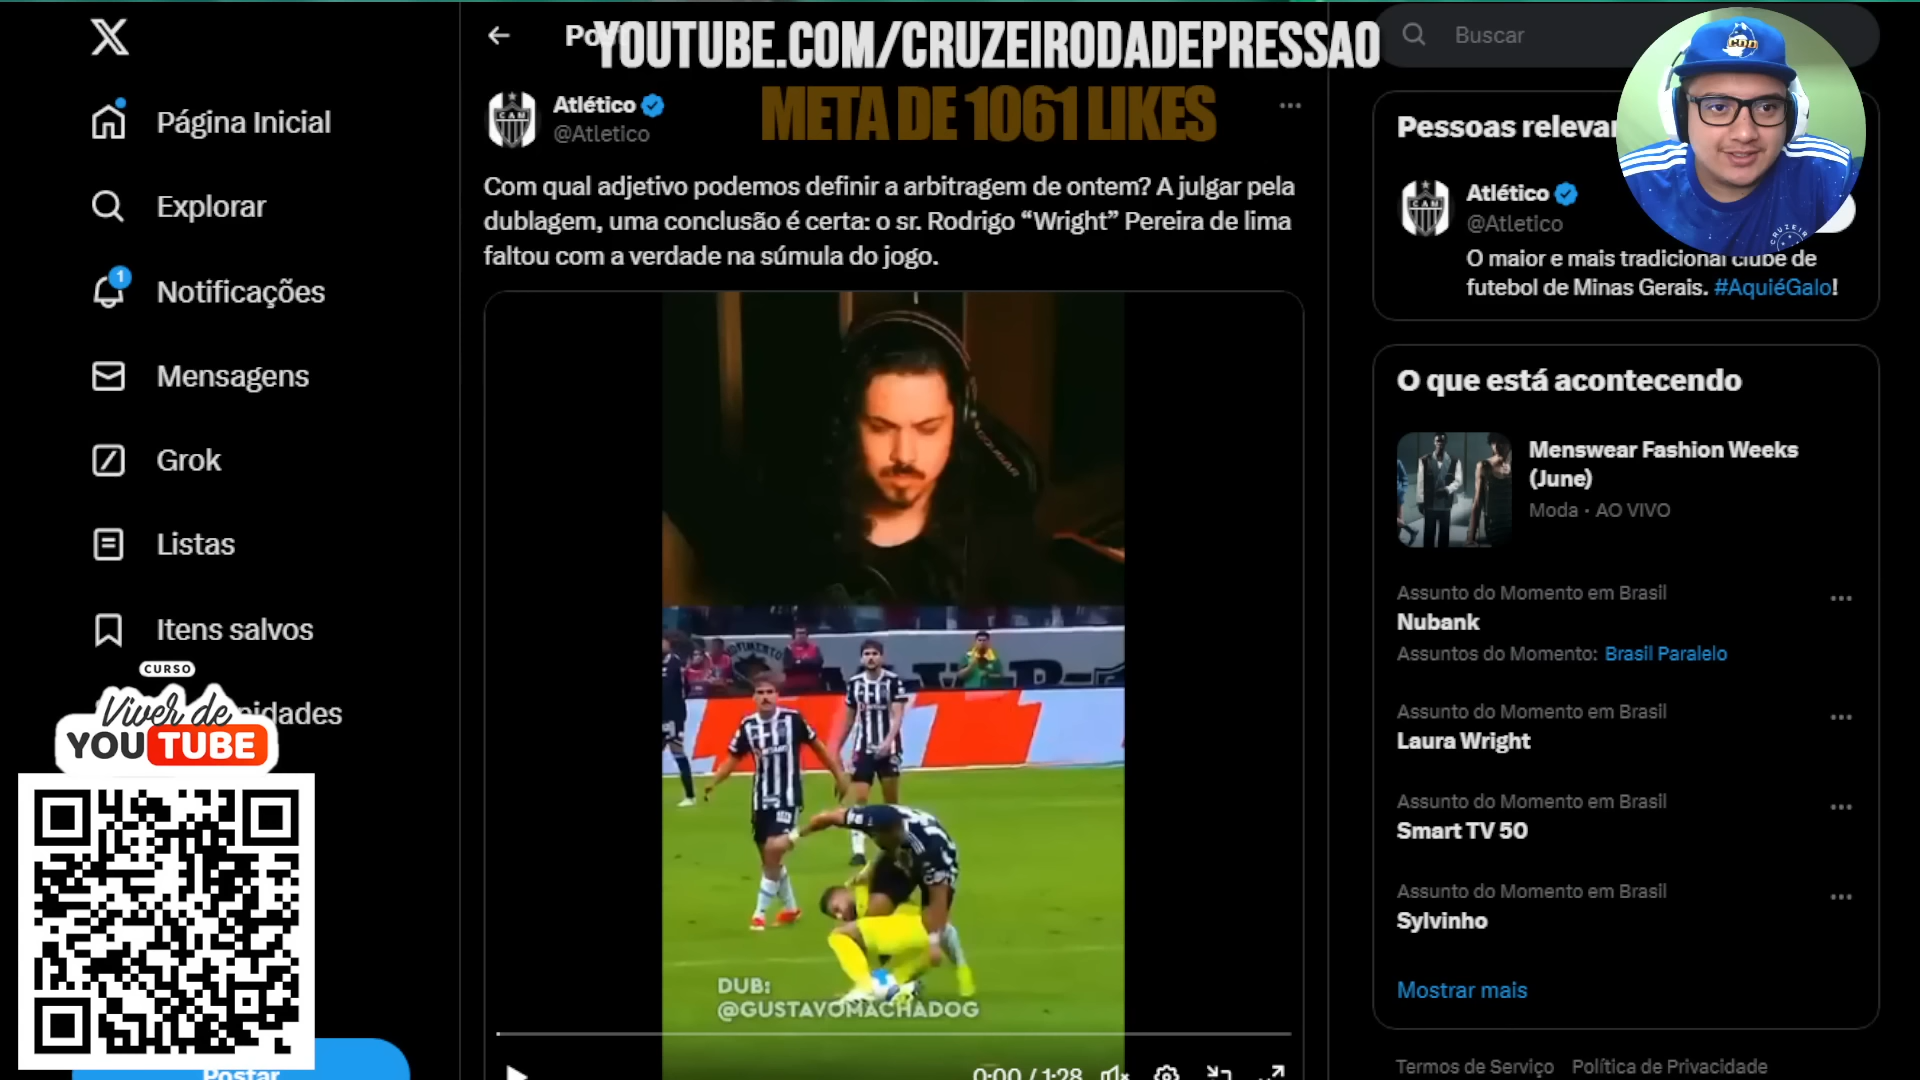 YOUTUBE.COM/CRUZEIRODADEPRESSAO
META DE 1061 LIKES
Página Inicial
Explorar
Notificações
1
Mensagens
Grok
Listas
Itens salvos
CURSO
Viver de
YOUTUBE
Postar
Atlético
@Atletico
Com qual adjetivo podemos definir a arbitragem de ontem? A julgar pela
dublagem, uma conclusão é certa: o sr. Rodrigo “Wright” Pereira de lima
faltou com a verdade na súmula do jogo.
CAM
COUGAR
DUB:
@GUSTAVOMACHADOG
0:00 / 1:28
Buscar
Atlético
@Atletico
O maior e mais tradicional clube de
futebol de Minas Gerais. #AquiéGalo!
O que está acontecendo
Menswear Fashion Weeks
(June)
Moda · AO VIVO
Assunto do Momento em Brasil
Nubank
Assuntos do Momento: Brasil Paralelo
Assunto do Momento em Brasil
Laura Wright
Assunto do Momento em Brasil
Smart TV 50
Assunto do Momento em Brasil
Sylvinho
Mostrar mais
Termos de Serviço Política de Privacidade